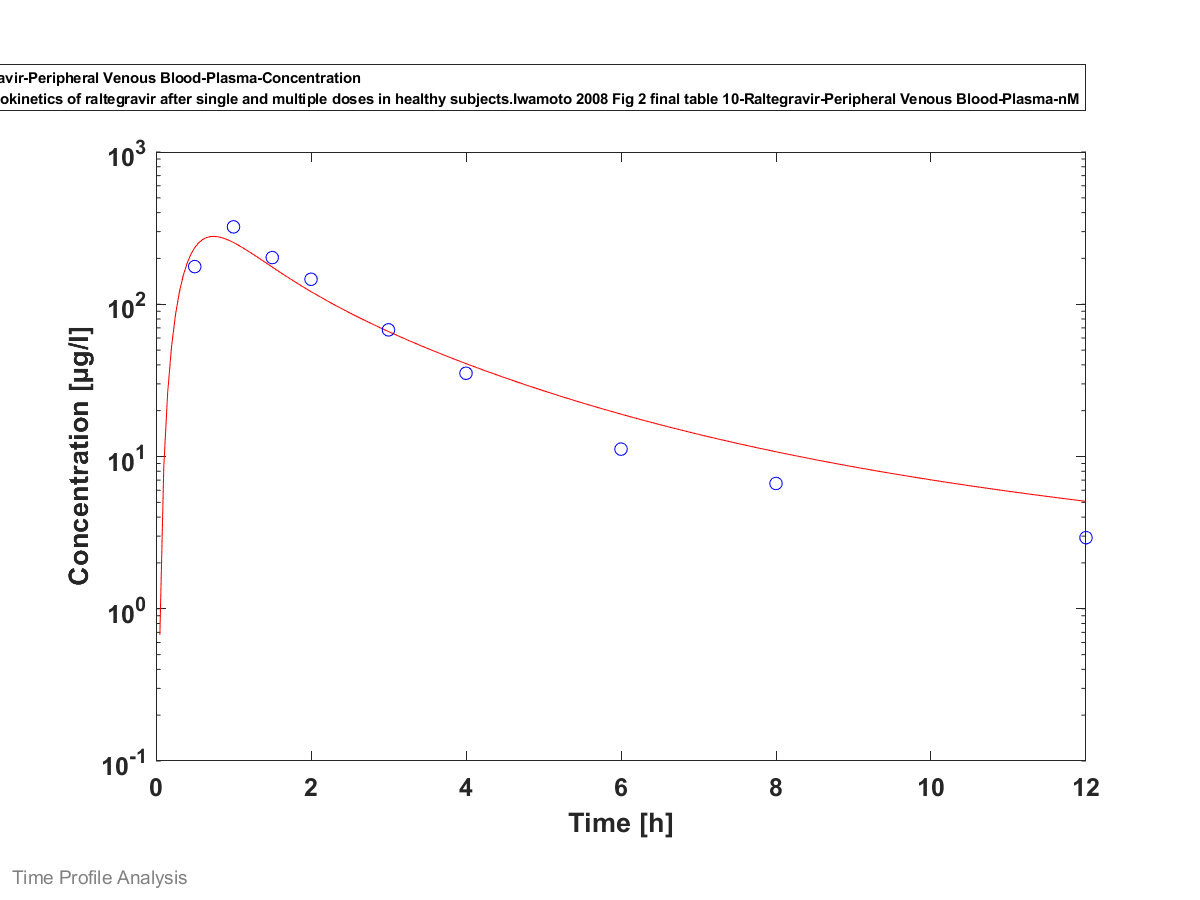 avir-Peripheral Venous Blood-Plasma-Concentration
okinetics of raltegravir after single and multiple doses in healthy subjects.Iwamoto 2008 Fig 2 final table 10-Raltegravir-Peripheral Venous Blood-Plasma-nM
10^3
10^2
10^1
10^0
10^-1
Concentration [µg/l]
0 2 4 6 8 10 12
Time [h]
Time Profile Analysis